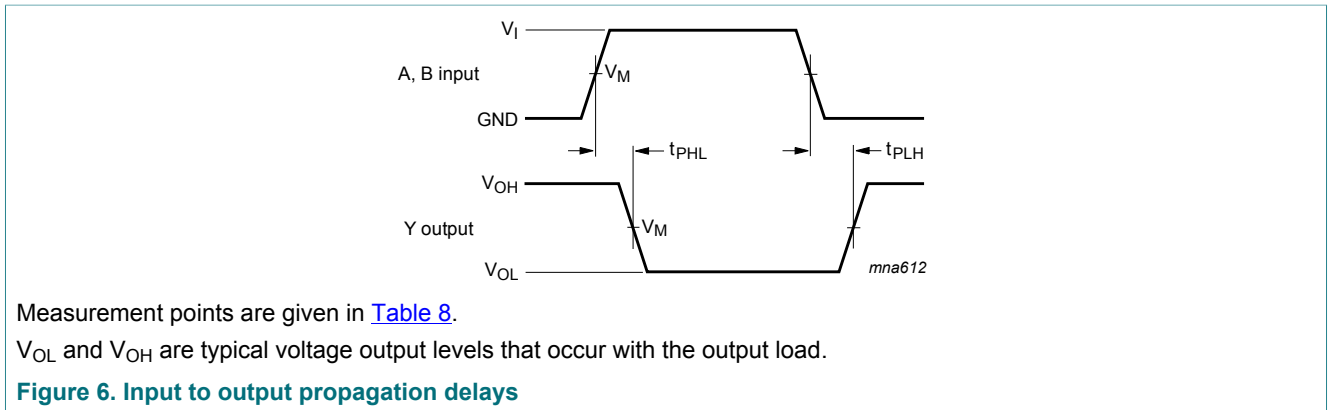 V_I
A, B input
V_M
GND
t_PHL
t_PLH
V_OH
Y output
V_M
V_OL
mna612
Measurement points are given in Table 8.
V_OL and V_OH are typical voltage output levels that occur with the output load.
Figure 6. Input to output propagation delays